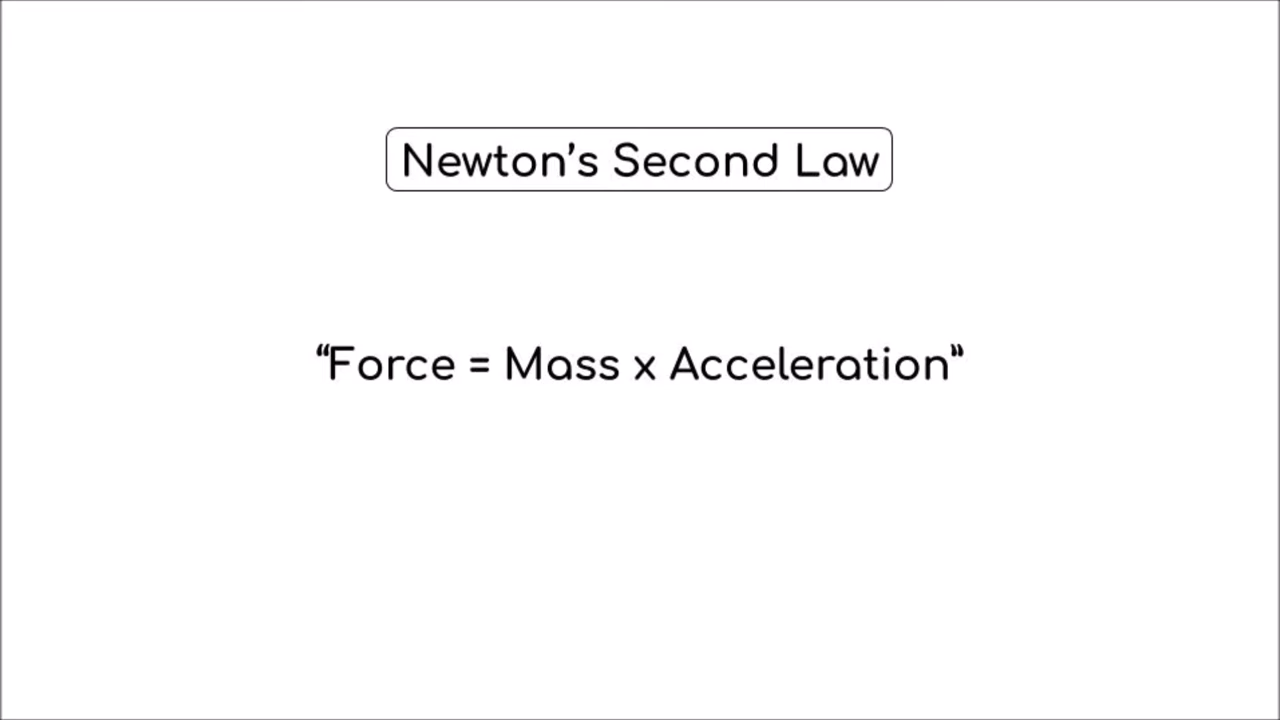 Newton’s Second Law
“Force = Mass x Acceleration”